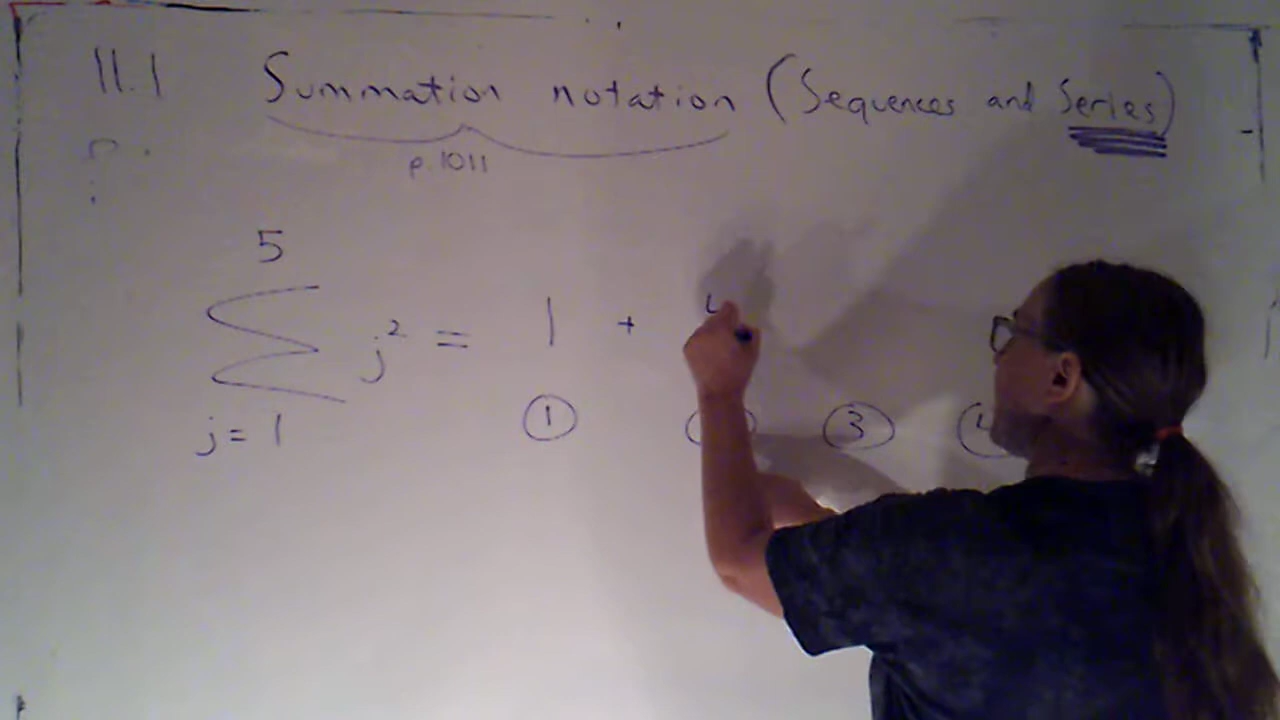 11.1 Summation notation (Sequences and Series)
p.1011
5
∑ j² = 1 +
j = 1
① ③